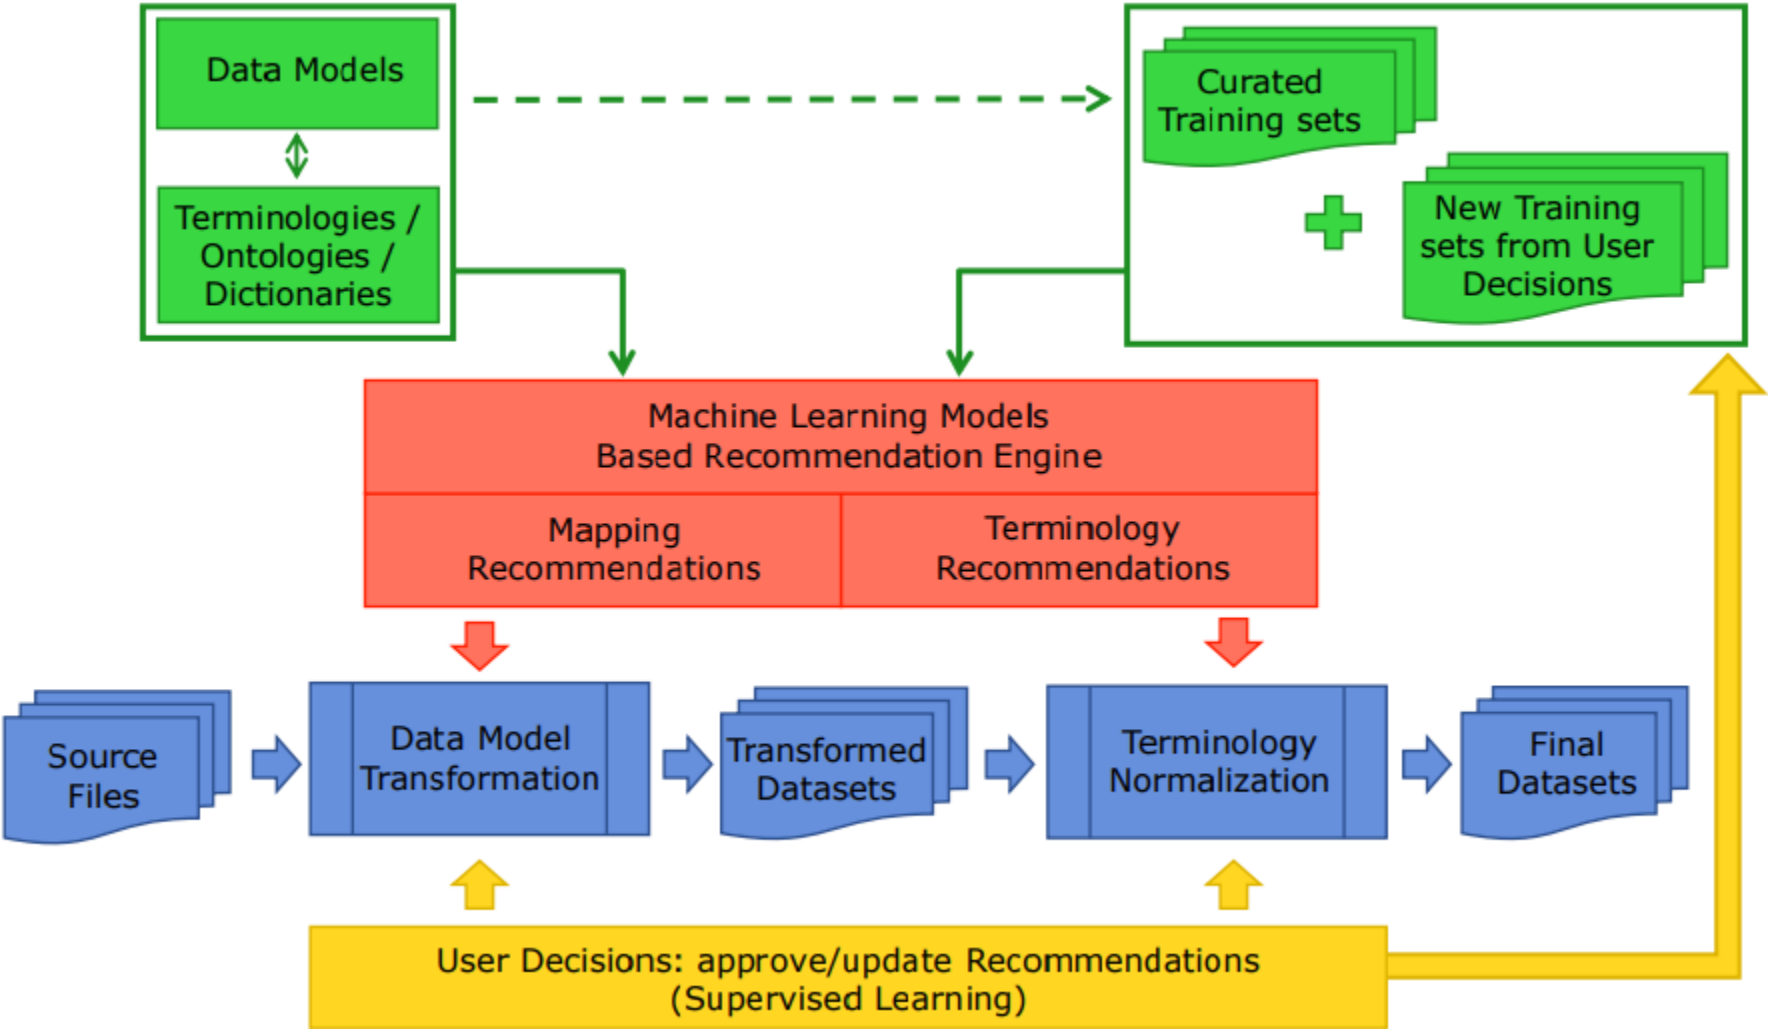 Data Models
Terminologies /
Ontologies /
Dictionaries
Curated
Training sets
New Training
sets from User
Decisions
Machine Learning Models
Based Recommendation Engine
Mapping
Recommendations
Terminology
Recommendations
Source
Files
Data Model
Transformation
Transformed
Datasets
Terminology
Normalization
Final
Datasets
User Decisions: approve/update Recommendations
(Supervised Learning)